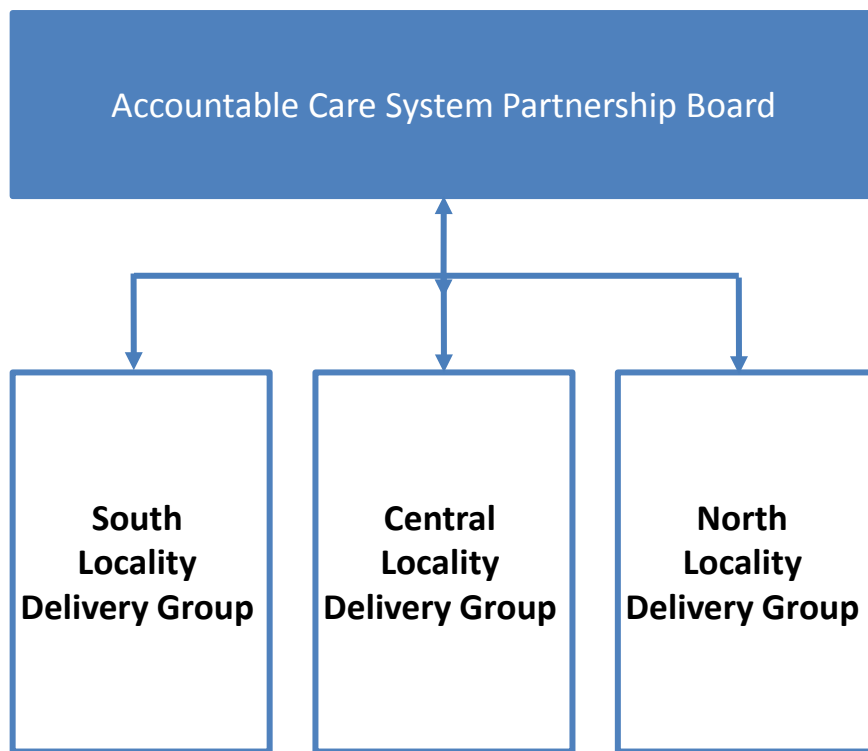 Accountable Care System Partnership Board
South
Locality
Delivery Group
Central
Locality
Delivery Group
North
Locality
Delivery Group